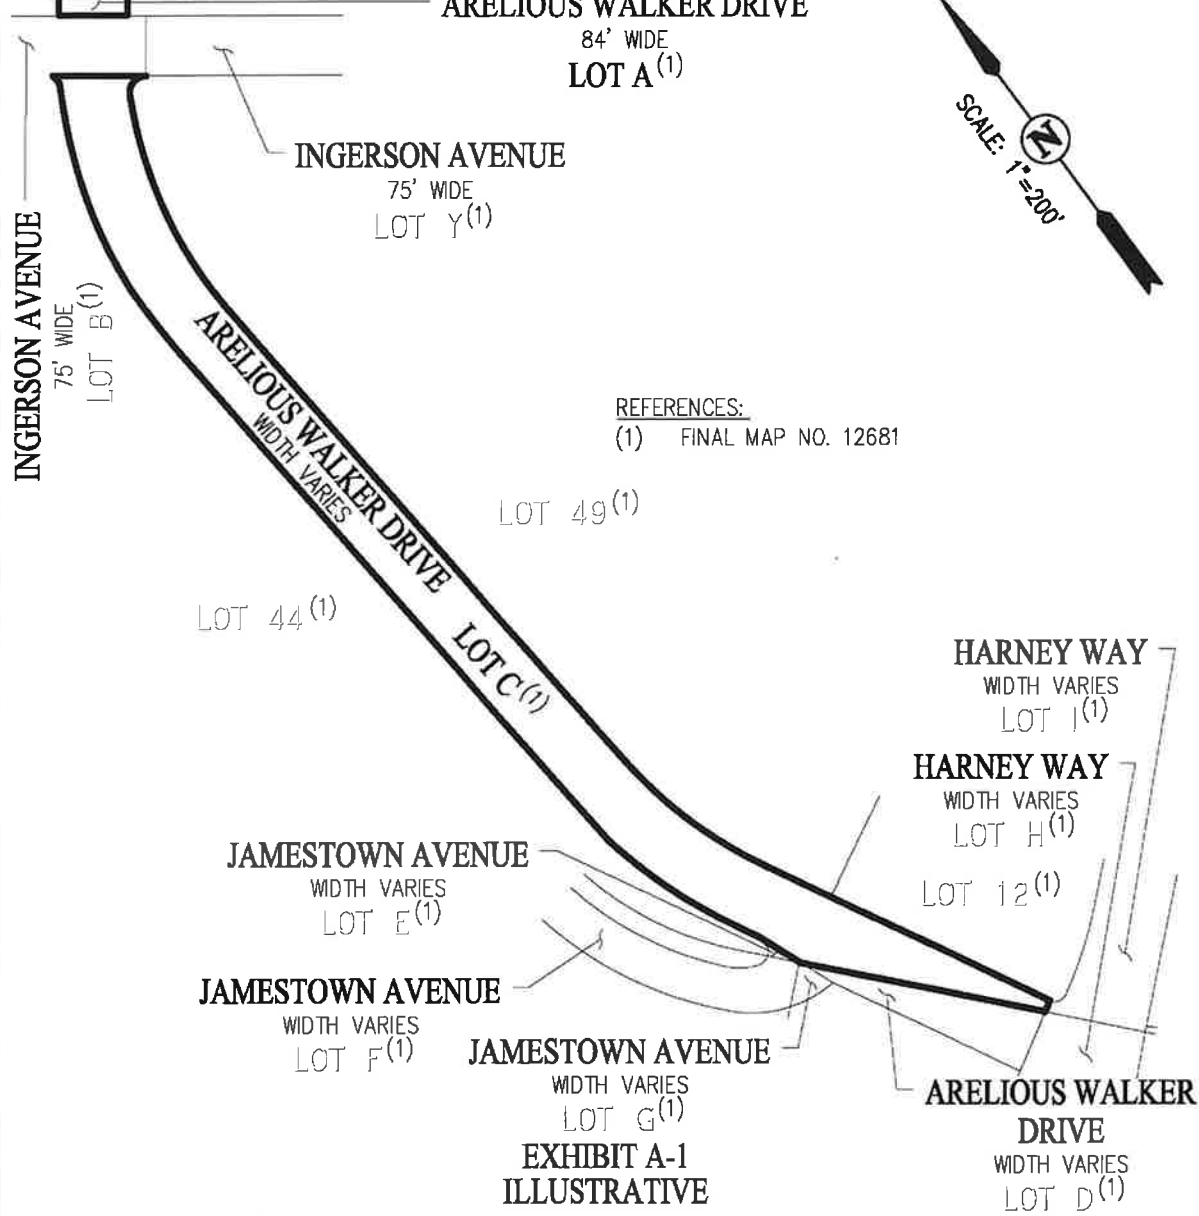 ARELIOUS WALKER DRIVE
84' WIDE
LOT A(1)
SCALE: 1"=200'
N
INGERSON AVENUE
75' WIDE
LOT Y(1)
INGERSON AVENUE
75' WIDE
LOT B(1)
ARELIOUS WALKER DRIVE
WIDTH VARIES
LOT C(1)
REFERENCES:
(1) FINAL MAP NO. 12681
LOT 49(1)
LOT 44(1)
HARNEY WAY
WIDTH VARIES
LOT I(1)
HARNEY WAY
WIDTH VARIES
LOT H(1)
LOT 12(1)
JAMESTOWN AVENUE
WIDTH VARIES
LOT E(1)
JAMESTOWN AVENUE
WIDTH VARIES
LOT F(1)
JAMESTOWN AVENUE
WIDTH VARIES
LOT G(1)
ARELIOUS WALKER
DRIVE
WIDTH VARIES
LOT D(1)
EXHIBIT A-1
ILLUSTRATIVE